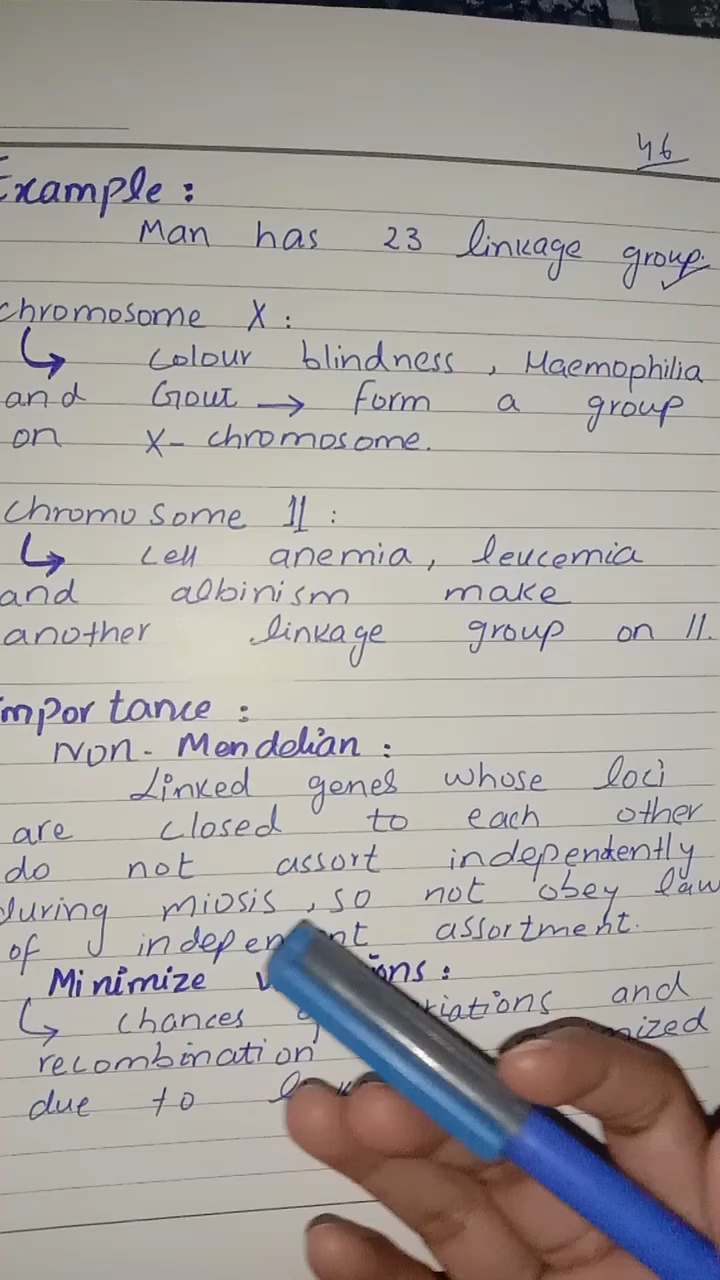 46
Example:
Man has 23 linkage group.
chromosome X:
colour blindness, Haemophilia
and Gout → form a group
on X-chromosome.
chromosome 11:
cell anemia, leucemia
and albinism make
another linkage group on 11.
importance:
Non-Mendelian:
Linked genes whose loci
are closed to each other
do not assort independently
during miosis, so not obey law
of indepent assortment.
Minimize
chances and
recombination
due to